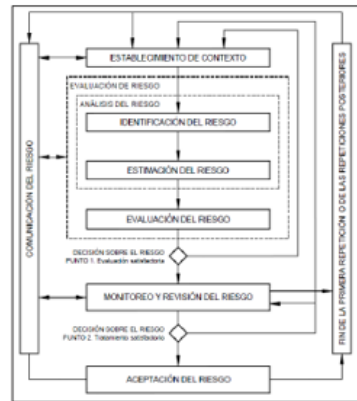 ESTABLECIMIENTO DE CONTEXTO
EVALUACIÓN DE RIESGO
ANÁLISIS DEL RIESGO
IDENTIFICACIÓN DEL RIESGO
ESTIMACIÓN DEL RIESGO
EVALUACIÓN DEL RIESGO
DECISIÓN SOBRE EL RIESGO
PUNTO 1. Evaluación satisfactoria
MONITOREO Y REVISIÓN DEL RIESGO
DECISIÓN SOBRE EL RIESGO
PUNTO 2. Tratamiento satisfactorio
ACEPTACIÓN DEL RIESGO
COMUNICACIÓN DEL RIESGO
FIN DE LA PRIMERA REPETICIÓN O DE LAS REPETICIONES POSTERIORES